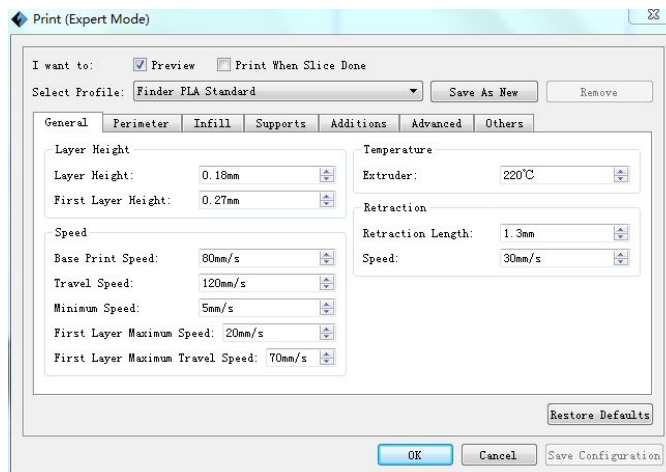 Print (Expert Mode)
I want to: Preview Print When Slice Done
Select Profile: Finder PLA Standard Save As New Remove
General Perimeter Infill Supports Additions Advanced Others
Layer Height
Layer Height: 0.18mm
First Layer Height: 0.27mm
Speed
Base Print Speed: 80mm/s
Travel Speed: 120mm/s
Minimum Speed: 5mm/s
First Layer Maximum Speed: 20mm/s
First Layer Maximum Travel Speed: 70mm/s
Temperature
Extruder: 220℃
Retraction
Retraction Length: 1.3mm
Speed: 30mm/s
Restore Defaults
OK Cancel Save Configuration